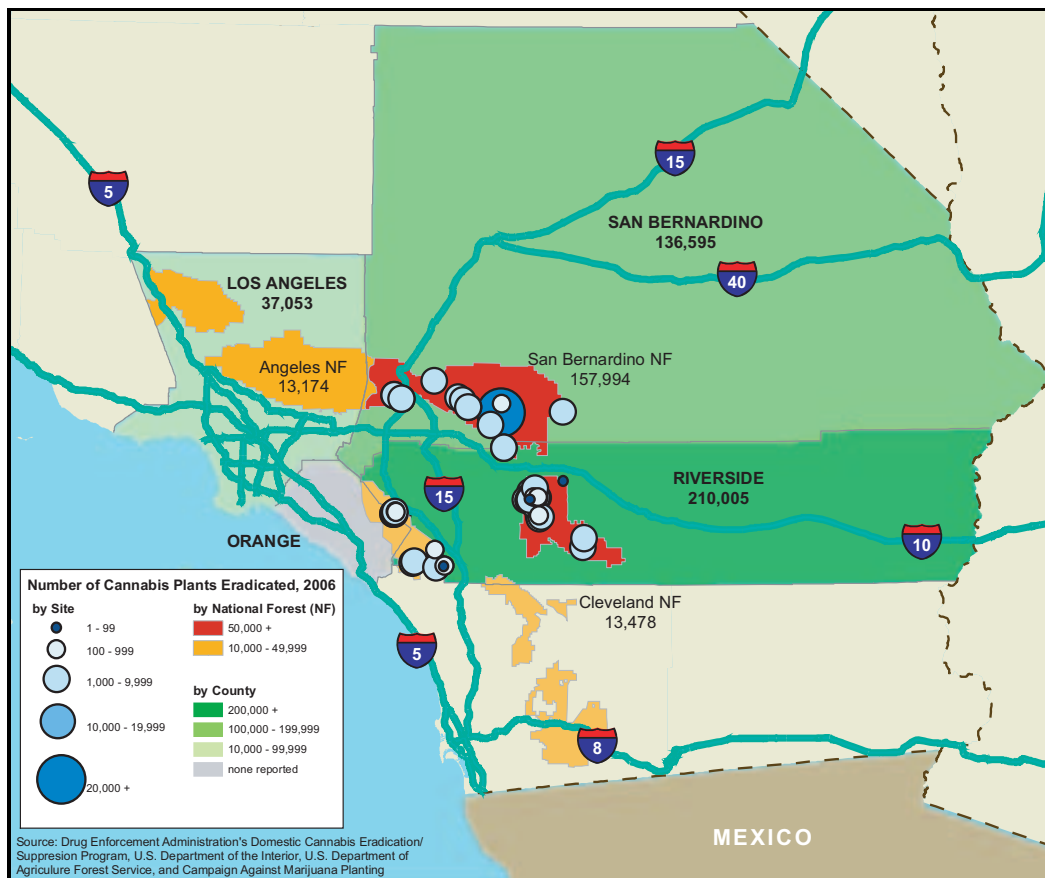 15
5
SAN BERNARDINO
136,595
40
LOS ANGELES
37,053
Angeles NF
13,174
San Bernardino NF
157,994
RIVERSIDE
210,005
15
10
ORANGE
Cleveland NF
13,478
5
8
MEXICO
Number of Cannabis Plants Eradicated, 2006
by Site
1 - 99
100 - 999
1,000 - 9,999
10,000 - 19,999
20,000 +
by National Forest (NF)
50,000 +
10,000 - 49,999
by County
200,000 +
100,000 - 199,999
10,000 - 99,999
none reported
Source: Drug Enforcement Administration's Domestic Cannabis Eradication/
Suppresion Program, U.S. Department of the Interior, U.S. Department of
Agriculure Forest Service, and Campaign Against Marijuana Planting